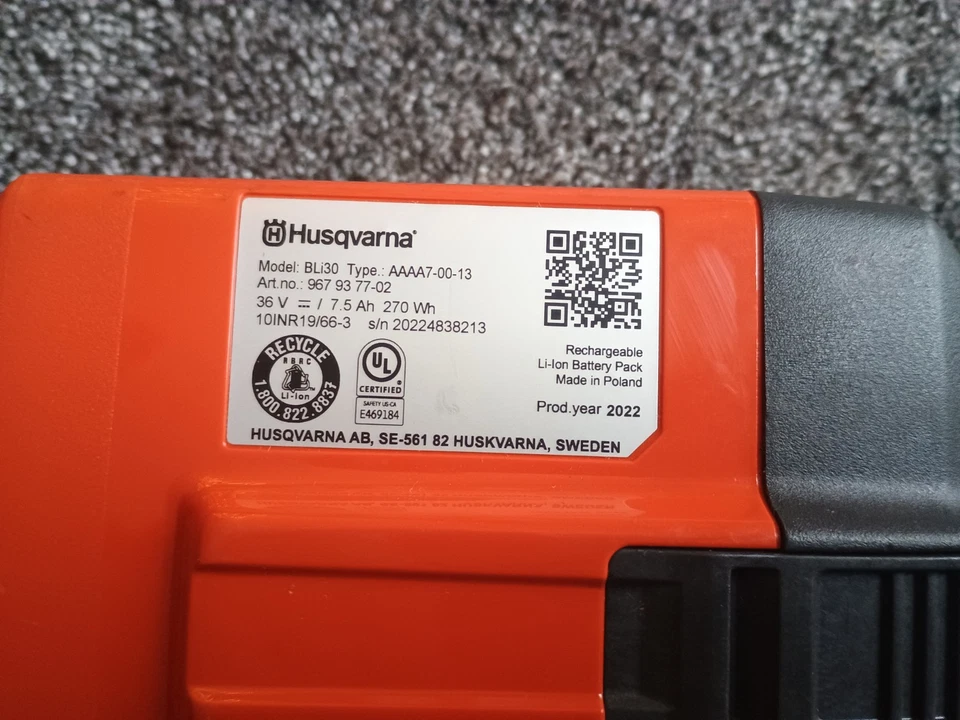 Husqvarna®
Model: BLi30 Type.: AAAA7-00-13
Art.no.: 967 93 77-02
36 V ⎓ / 7.5 Ah 270 Wh
10INR19/66-3 s/n 20224838213
RECYCLE
RBRC
Li-Ion
1.800.822.8837
UL
CERTIFIED
SAFETY US-CA
E469184
Rechargeable
Li-Ion Battery Pack
Made in Poland
Prod.year 2022
HUSQVARNA AB, SE-561 82 HUSKVARNA, SWEDEN